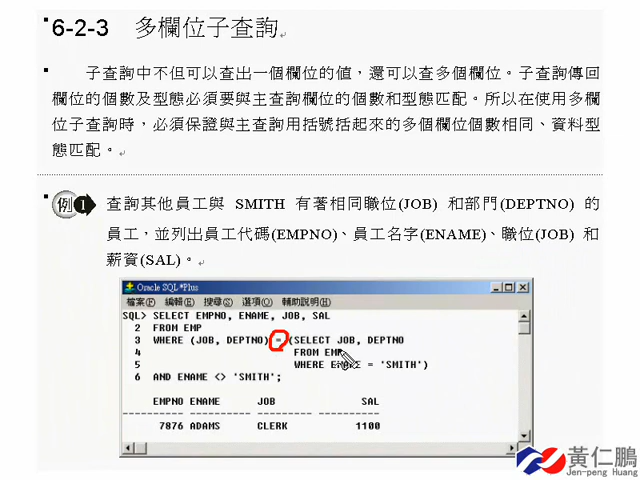 6-2-3 多欄位子查詢
子查詢中不但可以查出一個欄位的值，還可以查多個欄位。子查詢傳回
欄位的個數及型態必須要與主查詢欄位的個數和型態匹配。所以在使用多欄
位子查詢時，必須保證與主查詢用括號括起來的多個欄位個數相同、資料型
態匹配。
例1 查詢其他員工與 SMITH 有著相同職位(JOB) 和部門(DEPTNO) 的
員工，並列出員工代碼(EMPNO)、員工名字(ENAME)、職位(JOB) 和
薪資(SAL)。
Oracle SQL*Plus
檔案(F) 編輯(E) 搜尋(S) 選項(O) 輔助說明(H)
SQL> SELECT EMPNO, ENAME, JOB, SAL
2 FROM EMP
3 WHERE (JOB, DEPTNO) = (SELECT JOB, DEPTNO
4 FROM EMP
5 WHERE ENAME = 'SMITH')
6 AND ENAME <> 'SMITH';
EMPNO ENAME JOB SAL
---------- ---------- --------- ----------
7876 ADAMS CLERK 1100
黃仁鵬
Jen-peng Huang